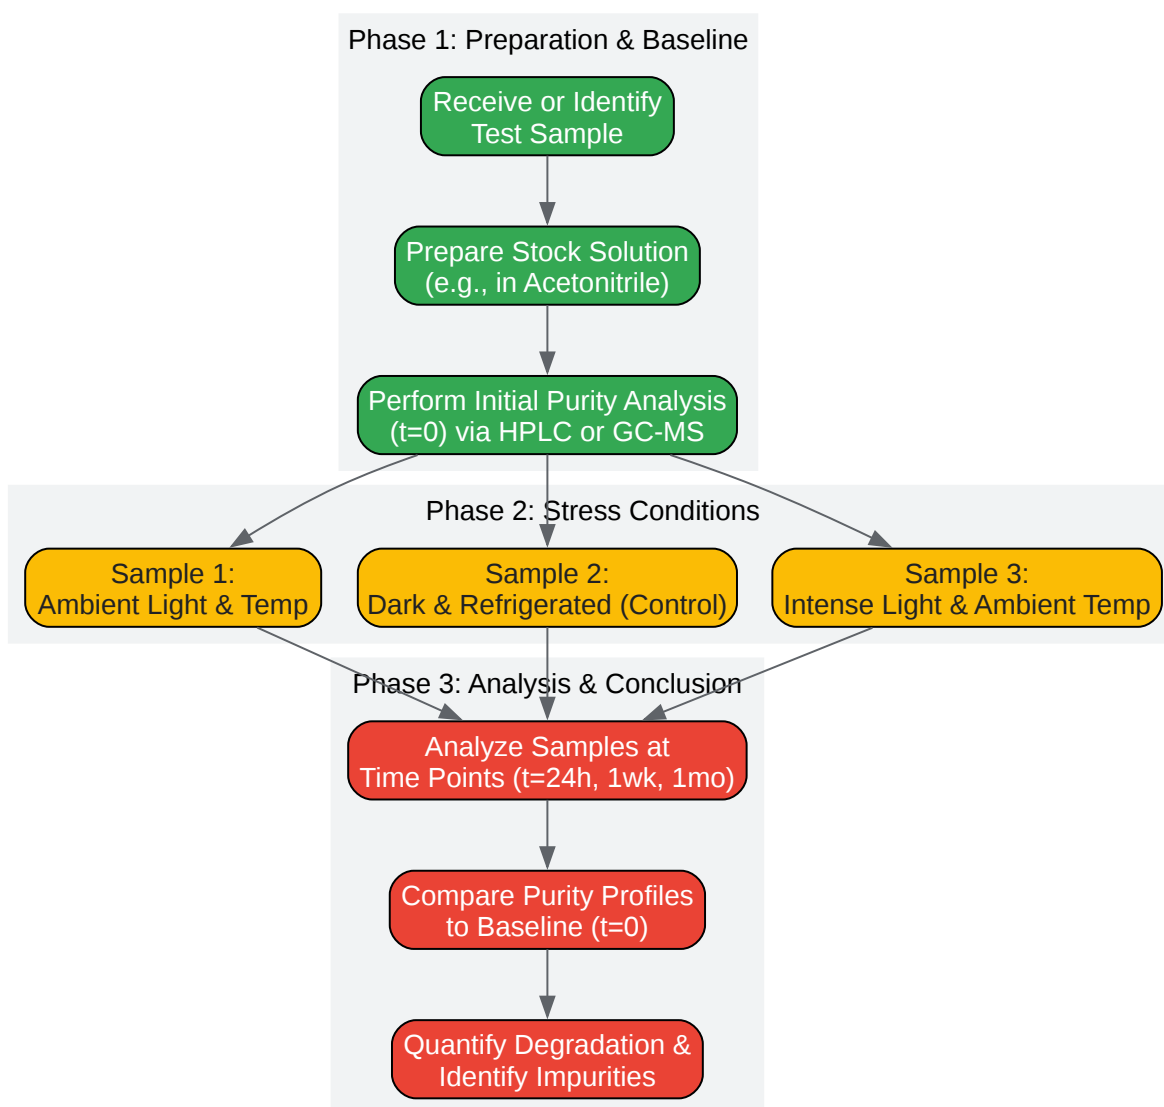 Phase 1: Preparation & Baseline
Receive or Identify
Test Sample
Prepare Stock Solution
(e.g., in Acetonitrile)
Perform Initial Purity Analysis
(t=0) via HPLC or GC-MS
Phase 2: Stress Conditions
Sample 1:
Ambient Light & Temp
Sample 2:
Dark & Refrigerated (Control)
Sample 3:
Intense Light & Ambient Temp
Phase 3: Analysis & Conclusion
Analyze Samples at
Time Points (t=24h, 1wk, 1mo)
Compare Purity Profiles
to Baseline (t=0)
Quantify Degradation &
Identify Impurities